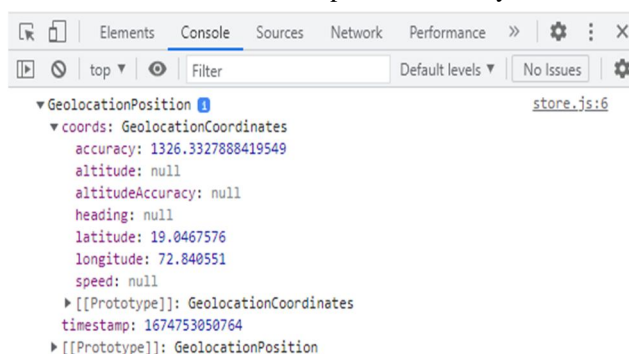 Elements Console Sources Network Performance »
top ▼ Filter Default levels ▼ No Issues
▼ GeolocationPosition i store.js:6
▼ coords: GeolocationCoordinates
accuracy: 1326.3327888419549
altitude: null
altitudeAccuracy: null
heading: null
latitude: 19.0467576
longitude: 72.840551
speed: null
▶ [[Prototype]]: GeolocationCoordinates
timestamp: 1674753050764
▶ [[Prototype]]: GeolocationPosition